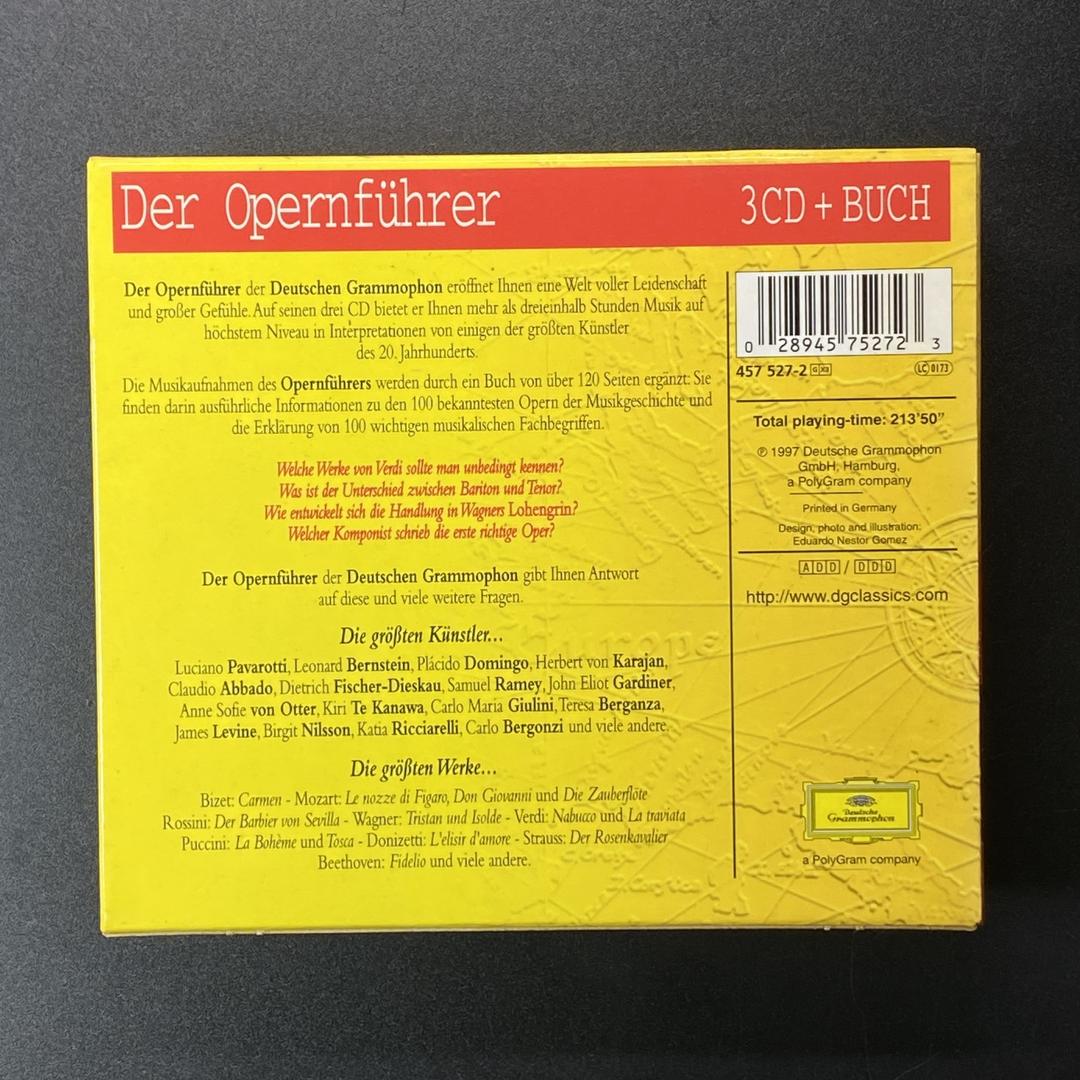 Der Opernführer 3CD + BUCH
Der Opernführer der Deutschen Grammophon eröffnet Ihnen eine Welt voller Leidenschaft
und großer Gefühle. Auf seinen drei CD bietet er Ihnen mehr als dreieinhalb Stunden Musik auf
höchstem Niveau in Interpretationen von einigen der größten Künstler
des 20. Jahrhunderts.
Die Musikaufnahmen des Opernführers werden durch ein Buch von über 120 Seiten ergänzt: Sie
finden darin ausführliche Informationen zu den 100 bekanntesten Opern der Musikgeschichte und
die Erklärung von 100 wichtigen musikalischen Fachbegriffen.
Welche Werke von Verdi sollte man unbedingt kennen?
Was ist der Unterschied zwischen Bariton und Tenor?
Wie entwickelt sich die Handlung in Wagners Lohengrin?
Welcher Komponist schrieb die erste richtige Oper?
Der Opernführer der Deutschen Grammophon gibt Ihnen Antwort
auf diese und viele weitere Fragen.
Die größten Künstler...
Luciano Pavarotti, Leonard Bernstein, Plácido Domingo, Herbert von Karajan,
Claudio Abbado, Dietrich Fischer-Dieskau, Samuel Ramey, John Eliot Gardiner,
Anne Sofie von Otter, Kiri Te Kanawa, Carlo Maria Giulini, Teresa Berganza,
James Levine, Birgit Nilsson, Katia Ricciarelli, Carlo Bergonzi und viele andere.
Die größten Werke...
Bizet: Carmen - Mozart: Le nozze di Figaro, Don Giovanni und Die Zauberflöte
Rossini: Der Barbier von Sevilla - Wagner: Tristan und Isolde - Verdi: Nabucco und La traviata
Puccini: La Bohème und Tosca - Donizetti: L'elisir d'amore - Strauss: Der Rosenkavalier
Beethoven: Fidelio und viele andere.
0 28945 75272 3
457 527-2 LC 0173
Total playing-time: 213'50"
℗ 1997 Deutsche Grammophon
GmbH, Hamburg,
a PolyGram company
Printed in Germany
Design, photo and illustration:
Eduardo Nestor Gomez
ADD / DDD
http://www.dgclassics.com
Europe
Deutsche
Grammophon
a PolyGram company